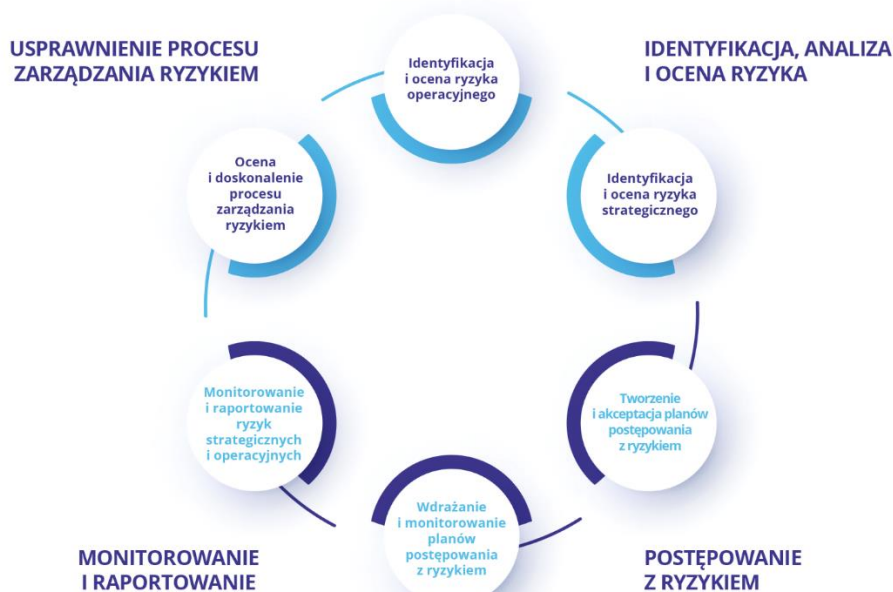 USPRAWNIENIE PROCESU
ZARZĄDZANIA RYZYKIEM
Identyfikacja
i ocena ryzyka
operacyjnego
IDENTYFIKACJA, ANALIZA
I OCENA RYZYKA
Ocena
i doskonalenie
procesu
zarządzania
ryzykiem
Identyfikacja
i ocena ryzyka
strategicznego
Monitorowanie
i raportowanie
ryzyk
strategicznych
i operacyjnych
Tworzenie
i akceptacja planów
postępowania
z ryzykiem
Wdrażanie
i monitorowanie
planów
postępowania
z ryzykiem
MONITOROWANIE
I RAPORTOWANIE
POSTĘPOWANIE
Z RYZYKIEM